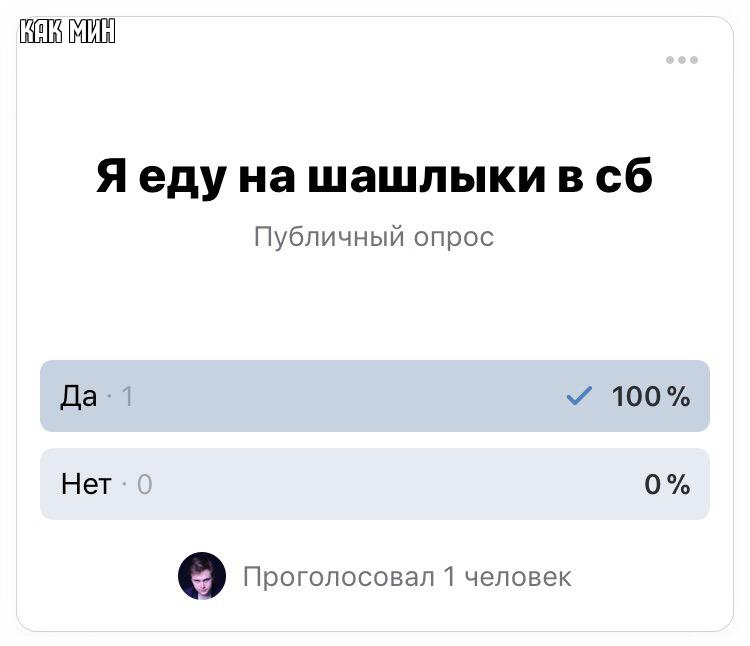 КАК МИН
Я еду на шашлыки в сб
Публичный опрос
Да · 1 100 %
Нет · 0 0 %
Проголосовал 1 человек